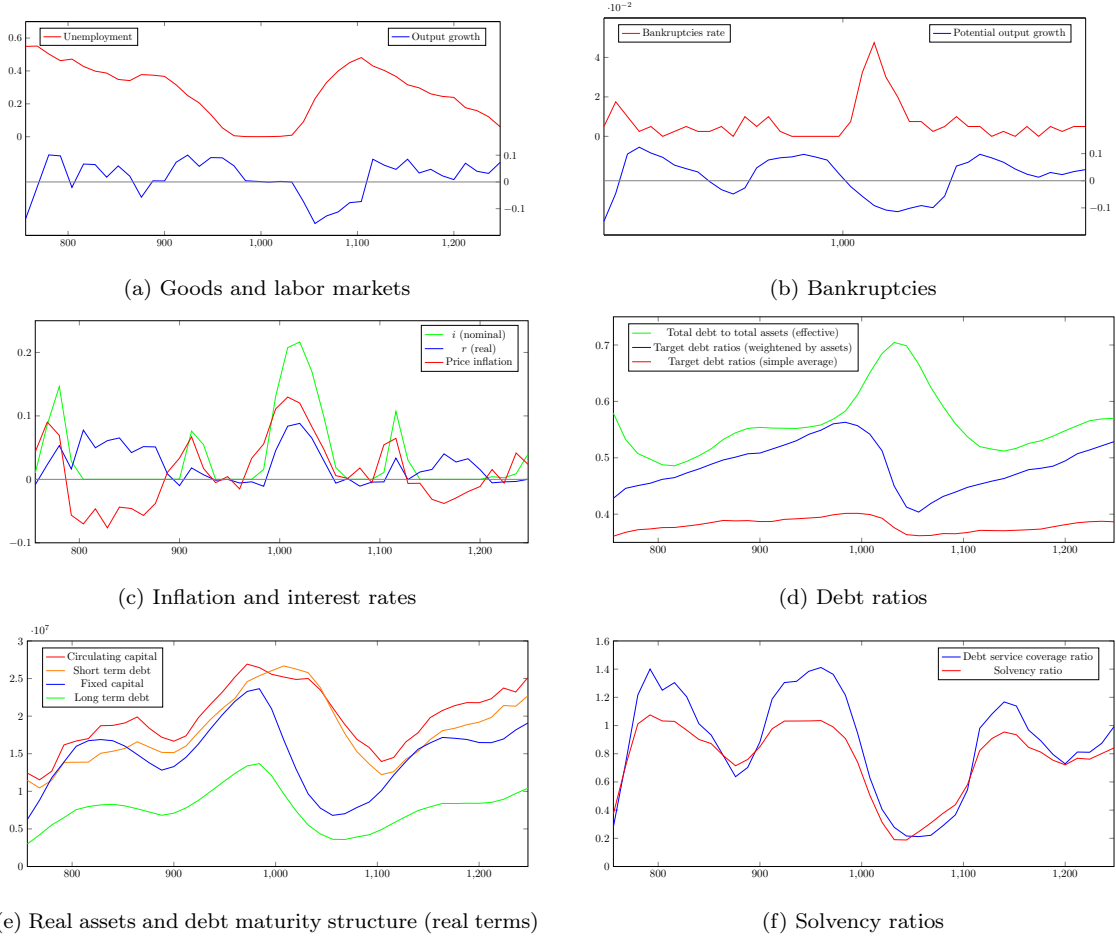 ·10⁻²
0.6
Unemployment
Output growth
0.4
0.2
0
0.1
0
−0.1
800
900
1,000
1,100
1,200
(a) Goods and labor markets
Bankruptcies rate
Potential output growth
4
2
0
0.1
0
−0.1
1,000
(b) Bankruptcies
i (nominal)
r (real)
Price inflation
0.2
0.1
0
−0.1
800
900
1,000
1,100
1,200
(c) Inflation and interest rates
Total debt to total assets (effective)
Target debt ratios (weightened by assets)
Target debt ratios (simple average)
0.7
0.6
0.5
0.4
800
900
1,000
1,100
1,200
(d) Debt ratios
·10⁷
Circulating capital
Short term debt
Fixed capital
Long term debt
3
2.5
2
1.5
1
0.5
0
800
900
1,000
1,100
1,200
(e) Real assets and debt maturity structure (real terms)
Debt service coverage ratio
Solvency ratio
1.6
1.4
1.2
1
0.8
0.6
0.4
0.2
0
800
900
1,000
1,100
1,200
(f) Solvency ratios